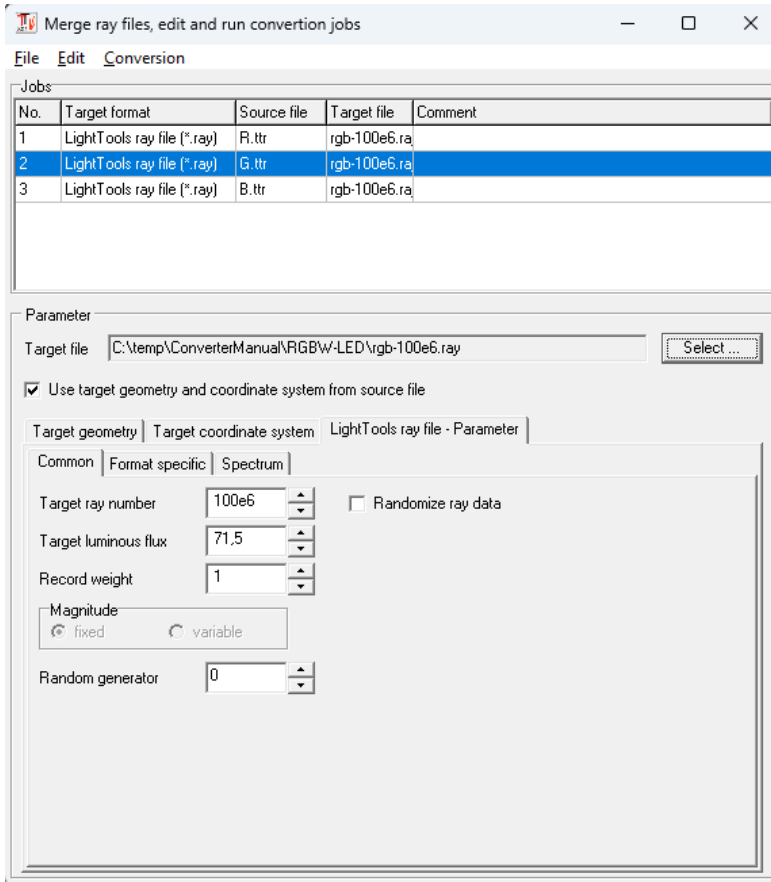 Merge ray files, edit and run convertion jobs
File Edit Conversion
Jobs
No. Target format Source file Target file Comment
1 LightTools ray file (*.ray) R.ttr rgb-100e6.ra
2 LightTools ray file (*.ray) G.ttr rgb-100e6.ra
3 LightTools ray file (*.ray) B.ttr rgb-100e6.ra
Parameter
Target file C:\temp\ConverterManual\RGBW-LED\rgb-100e6.ray Select ...
Use target geometry and coordinate system from source file
Target geometry Target coordinate system LightTools ray file - Parameter
Common Format specific Spectrum
Target ray number 100e6 Randomize ray data
Target luminous flux 71,5
Record weight 1
Magnitude
fixed variable
Random generator 0